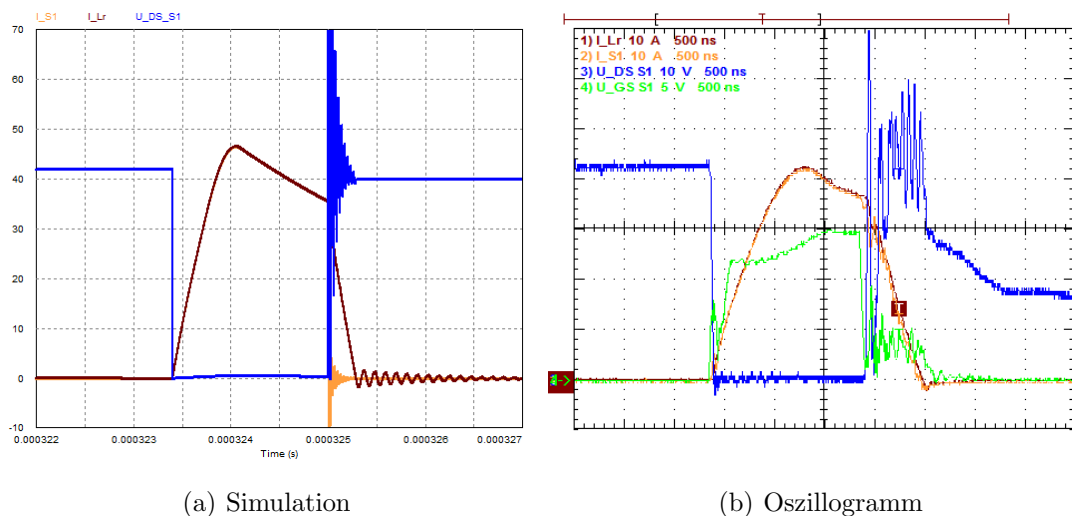 I_S1 I_Lr U_DS_S1
70
60
50
40
30
20
10
0
-10
0.000322 0.000323 0.000324 0.000325 0.000326 0.000327
Time (s)
(a) Simulation
1) I_Lr 10 A 500 ns
2) I_S1 10 A 500 ns
3) U_DS S1 10 V 500 ns
4) U_GS S1 5 V 500 ns
(b) Oszillogramm